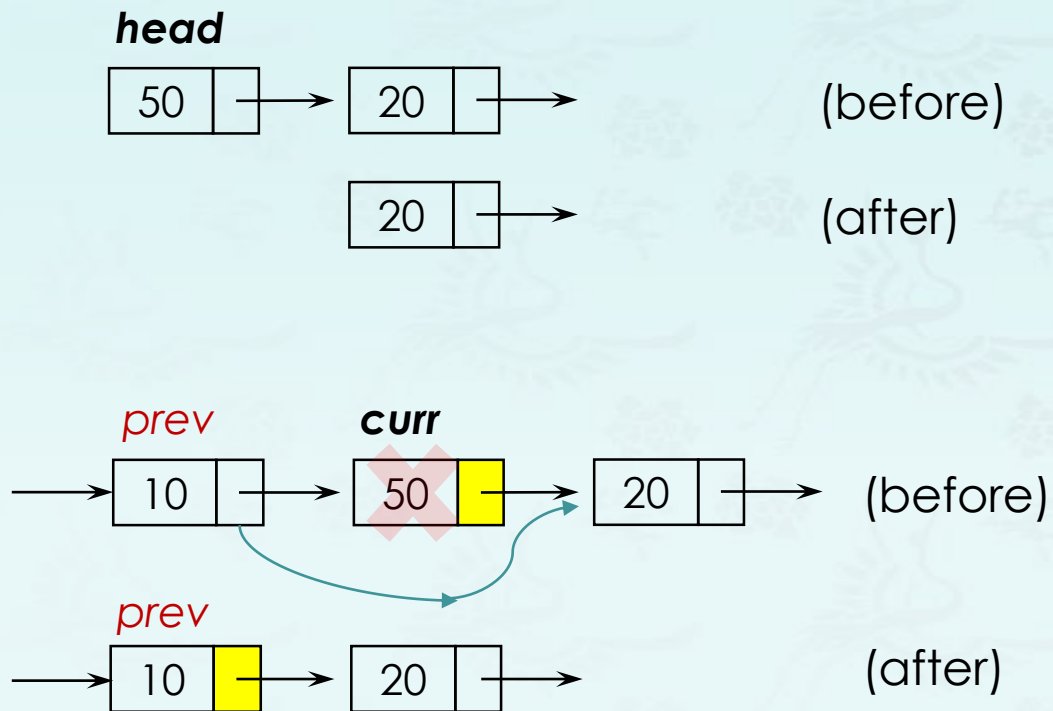 head
50 20 (before)
20 (after)
prev curr
10 50 20 (before)
prev
10 20 (after)